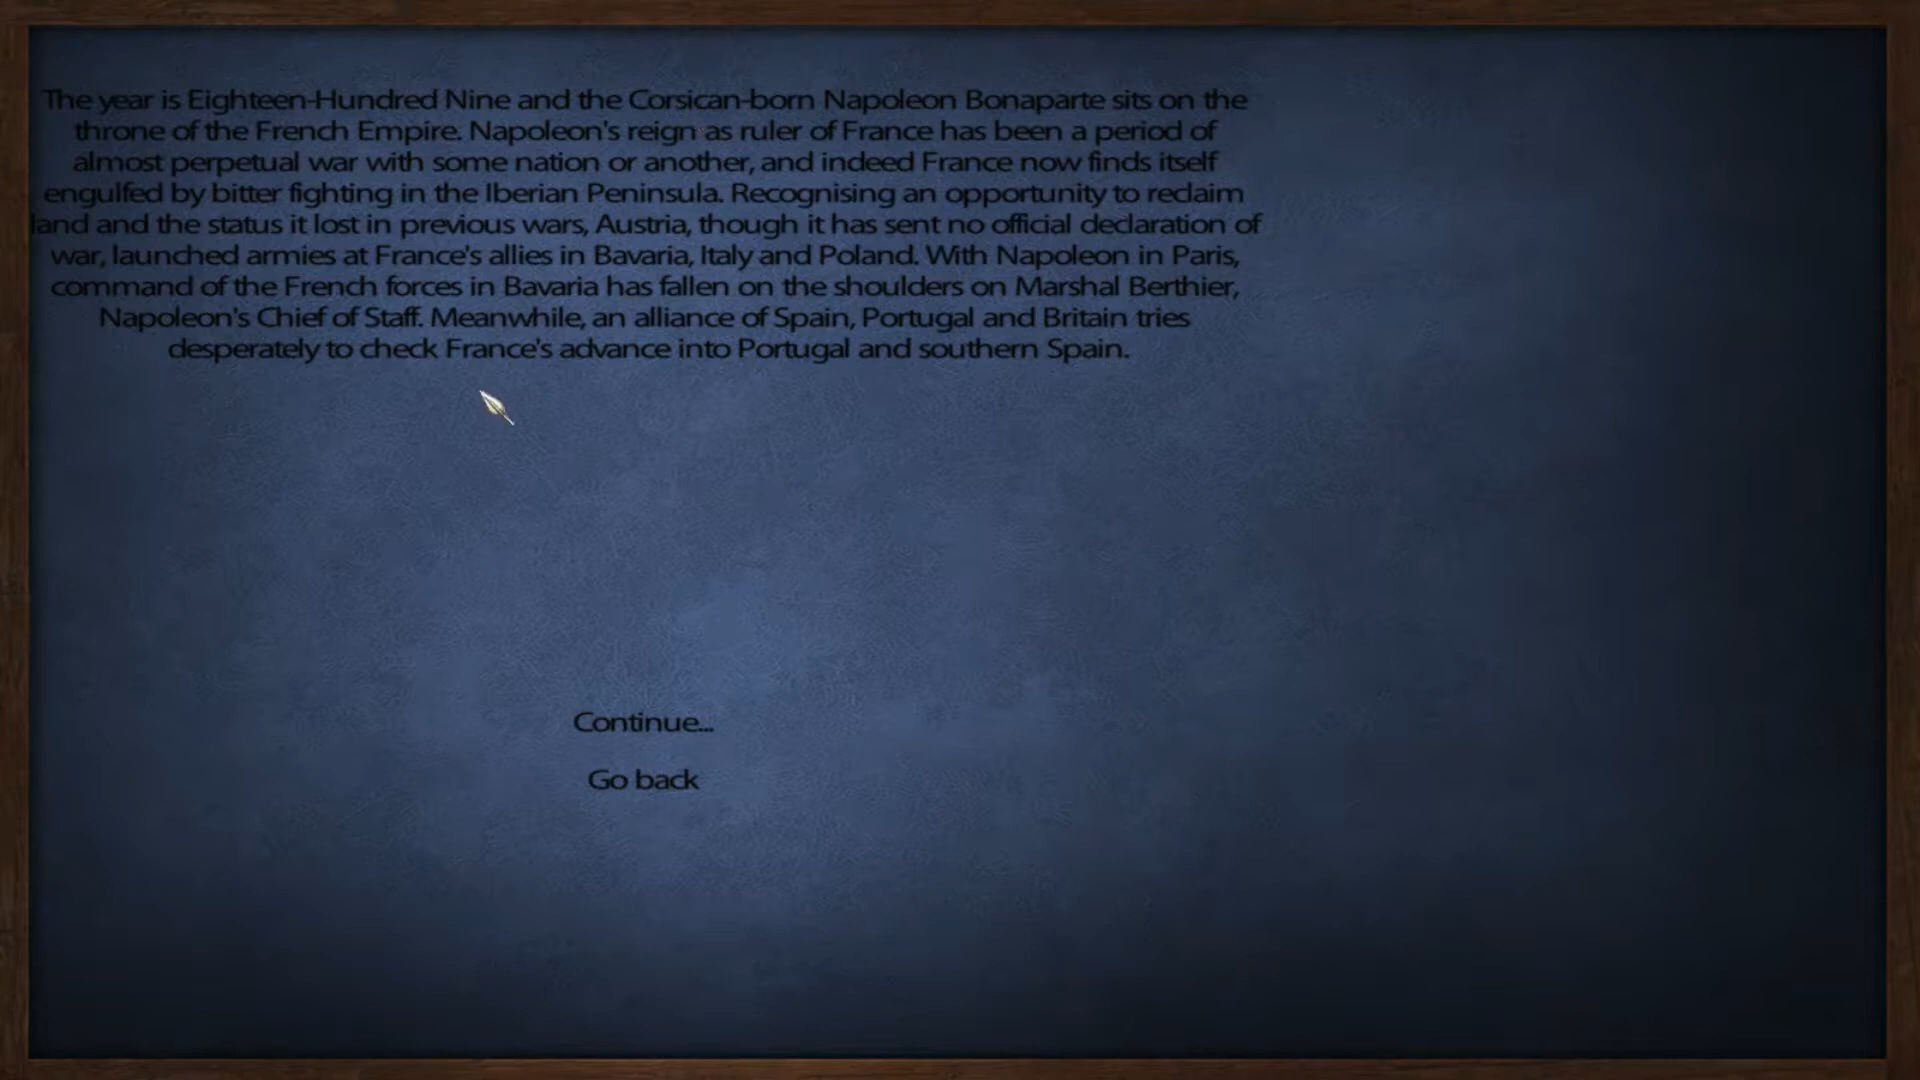 The year is Eighteen-Hundred Nine and the Corsican-born Napoleon Bonaparte sits on the
throne of the French Empire. Napoleon's reign as ruler of France has been a period of
almost perpetual war with some nation or another, and indeed France now finds itself
engulfed by bitter fighting in the Iberian Peninsula. Recognising an opportunity to reclaim
land and the status it lost in previous wars, Austria, though it has sent no official declaration of
war, launched armies at France's allies in Bavaria, Italy and Poland. With Napoleon in Paris,
command of the French forces in Bavaria has fallen on the shoulders on Marshal Berthier,
Napoleon's Chief of Staff. Meanwhile, an alliance of Spain, Portugal and Britain tries
desperately to check France's advance into Portugal and southern Spain.
Continue...
Go back